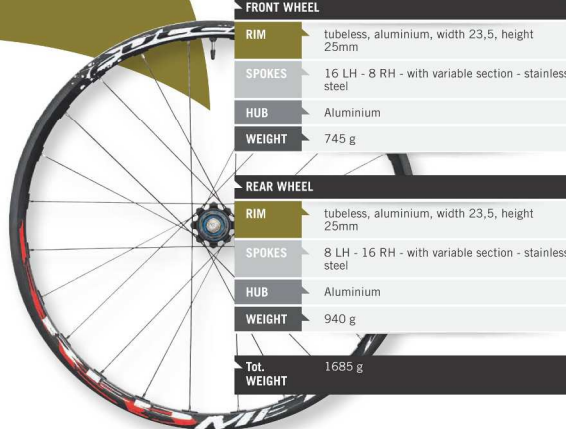 FRONT WHEEL
RIM tubeless, aluminium, width 23,5, height
25mm
SPOKES 16 LH - 8 RH - with variable section - stainless
steel
HUB Aluminium
WEIGHT 745 g
REAR WHEEL
RIM tubeless, aluminium, width 23,5, height
25mm
SPOKES 8 LH - 16 RH - with variable section - stainless
steel
HUB Aluminium
WEIGHT 940 g
Tot. 1685 g
WEIGHT